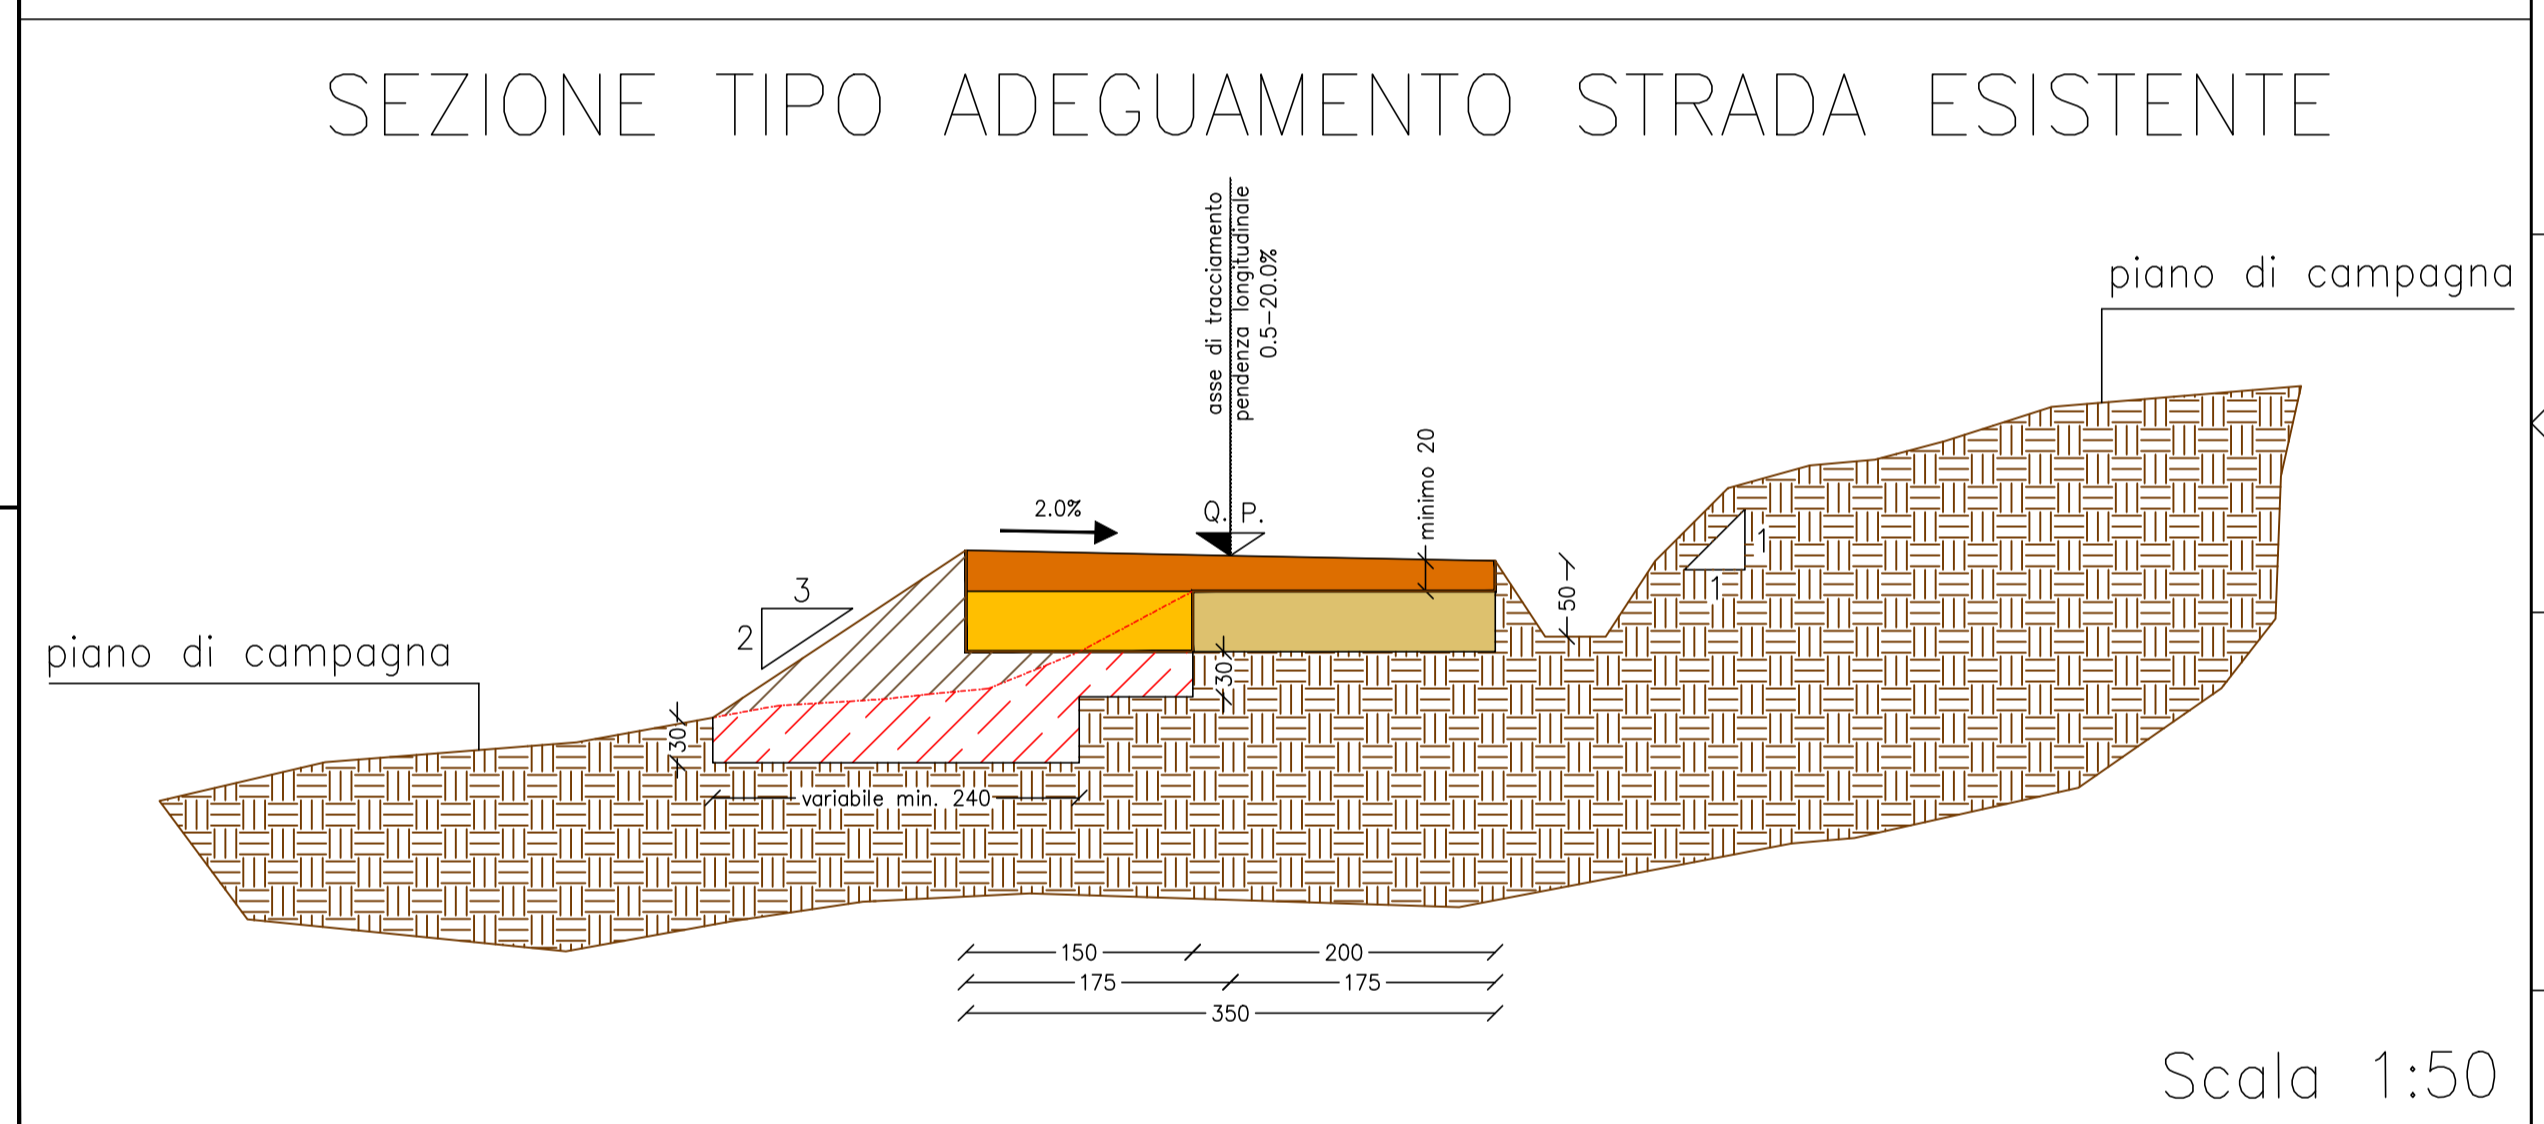 SEZIONE TIPO ADEGUAMENTO STRADA ESISTENTE
asse di tracciamento
pendenza longitudinale
0.5-20.0%
piano di campagna
minimo 20
2.0%
Q. P.
1
1
50
3
2
piano di campagna
30
30
variabile min. 240
150 200
175 175
350
Scala 1:50